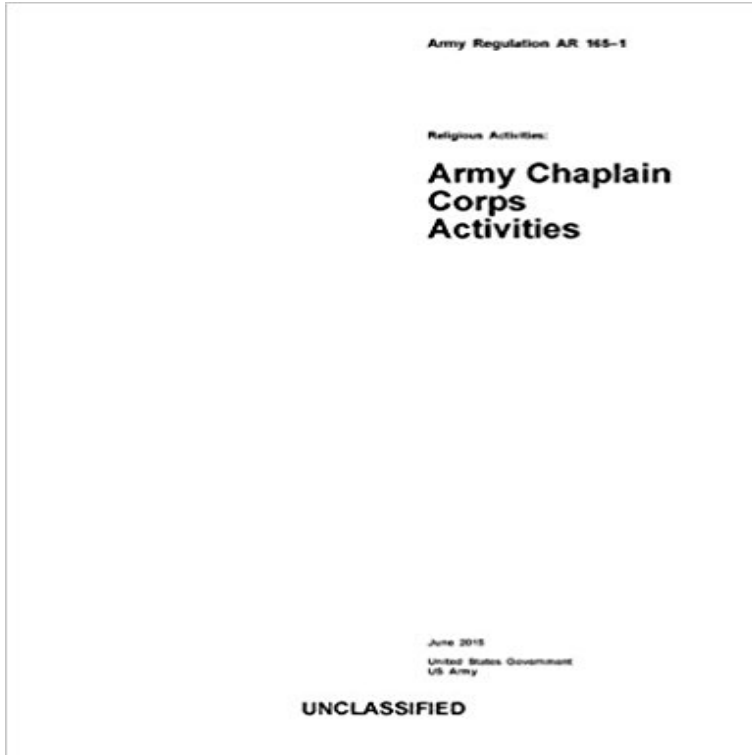 Army Regulation AR 165–1
Religious Activities:
Army Chaplain
Corps
Activities
June 2015
United States Government
US Army
UNCLASSIFIED